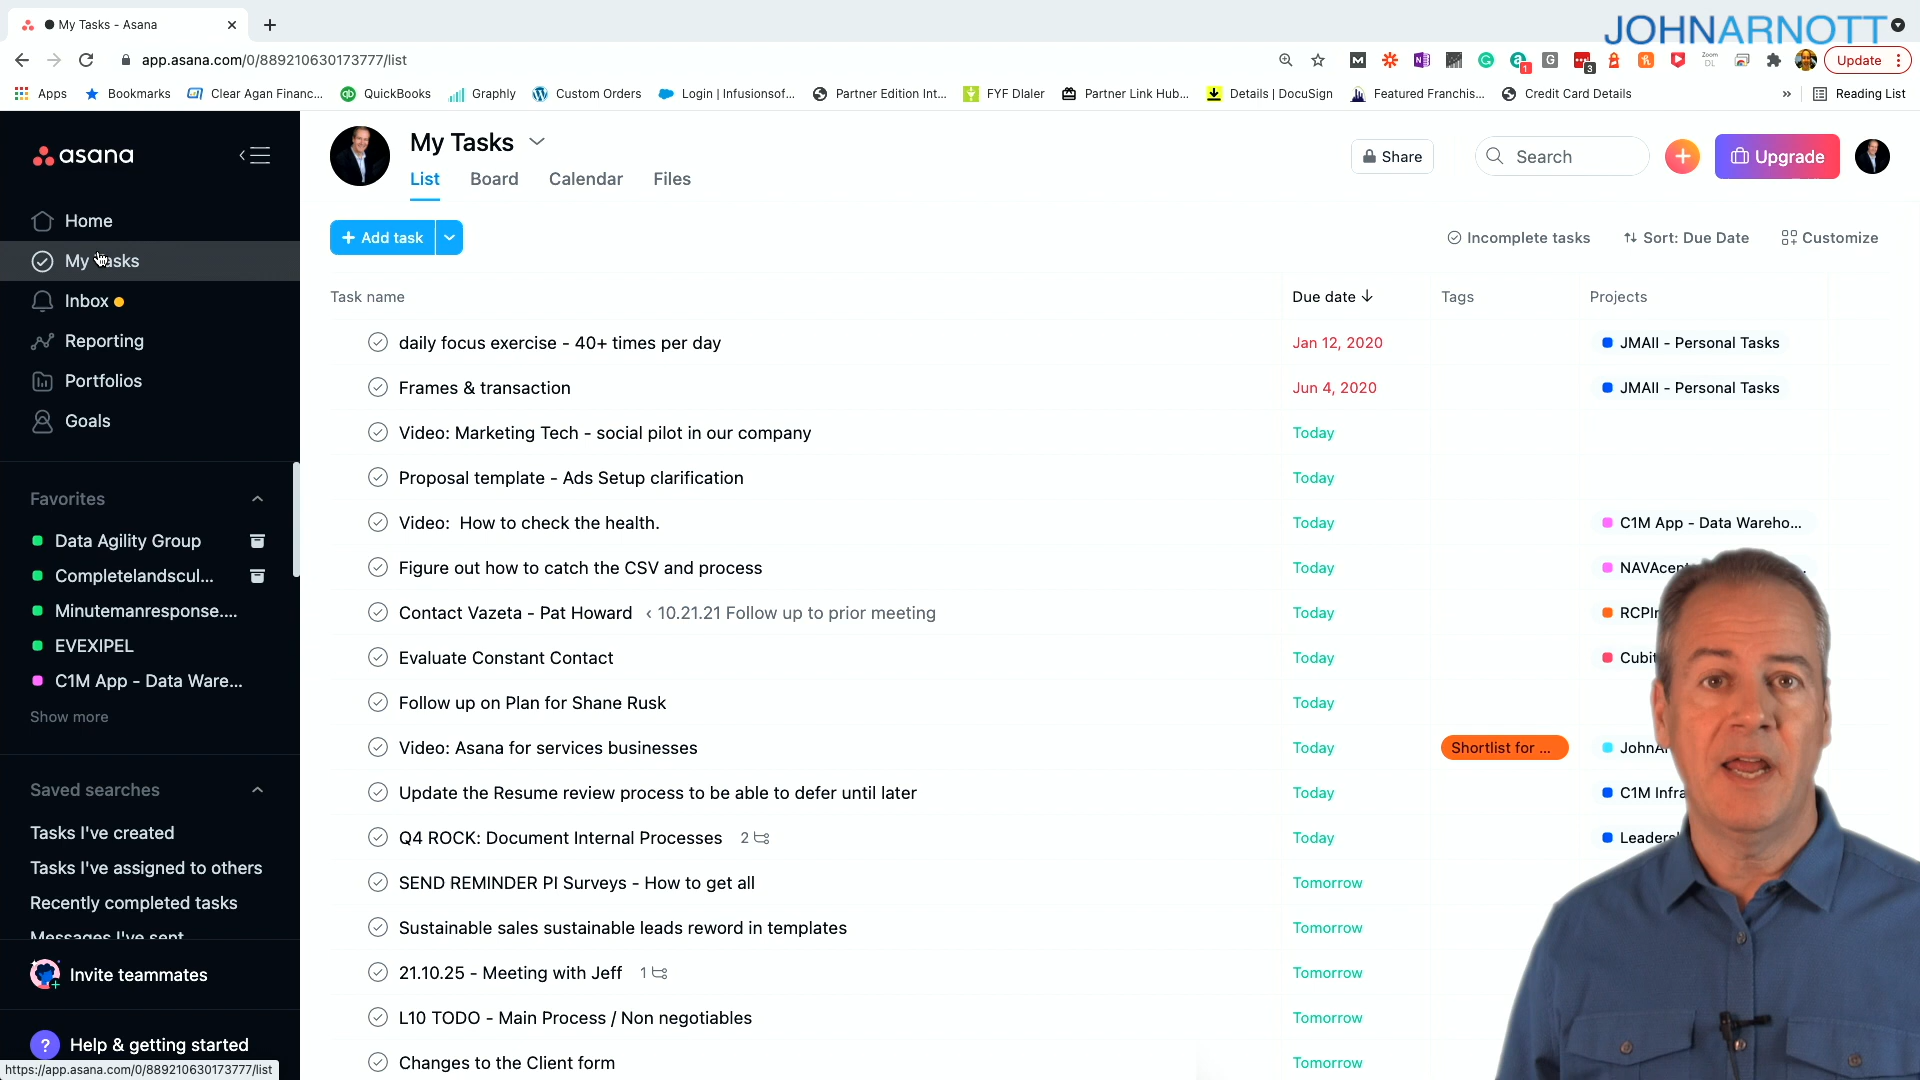 My Tasks - Asana
JOHNARNOTT
app.asana.com/0/889210630173777/list
Update
Apps
Bookmarks
Clear Agan Financ...
QuickBooks
Graphly
Custom Orders
Login | Infusionsof...
Partner Edition Int...
FYF DIaler
Partner Link Hub...
Details | DocuSign
Featured Franchis...
Credit Card Details
»
Reading List
asana
Home
My Tasks
Inbox
Reporting
Portfolios
Goals
Favorites
Data Agility Group
Completelandscul...
Minutemanresponse....
EVEXIPEL
C1M App - Data Ware...
Show more
Saved searches
Tasks I've created
Tasks I've assigned to others
Recently completed tasks
Messages I've sent
Invite teammates
? Help & getting started
https://app.asana.com/0/889210630173777/list
My Tasks
List Board Calendar Files
Share
Search
+
Upgrade
+ Add task
Incomplete tasks
Sort: Due Date
Customize
Task name Due date Tags Projects
daily focus exercise - 40+ times per day Jan 12, 2020 JMAII - Personal Tasks
Frames & transaction Jun 4, 2020 JMAII - Personal Tasks
Video: Marketing Tech - social pilot in our company Today
Proposal template - Ads Setup clarification Today
Video: How to check the health. Today C1M App - Data Wareho...
Figure out how to catch the CSV and process Today
Contact Vazeta - Pat Howard ‹ 10.21.21 Follow up to prior meeting Today
Evaluate Constant Contact Today
Follow up on Plan for Shane Rusk Today
Video: Asana for services businesses Today Shortlist for ...
Update the Resume review process to be able to defer until later Today C1M Infra
Q4 ROCK: Document Internal Processes 2 Today
SEND REMINDER PI Surveys - How to get all Tomorrow
Sustainable sales sustainable leads reword in templates Tomorrow
21.10.25 - Meeting with Jeff 1 Tomorrow
L10 TODO - Main Process / Non negotiables Tomorrow
Changes to the Client form Tomorrow